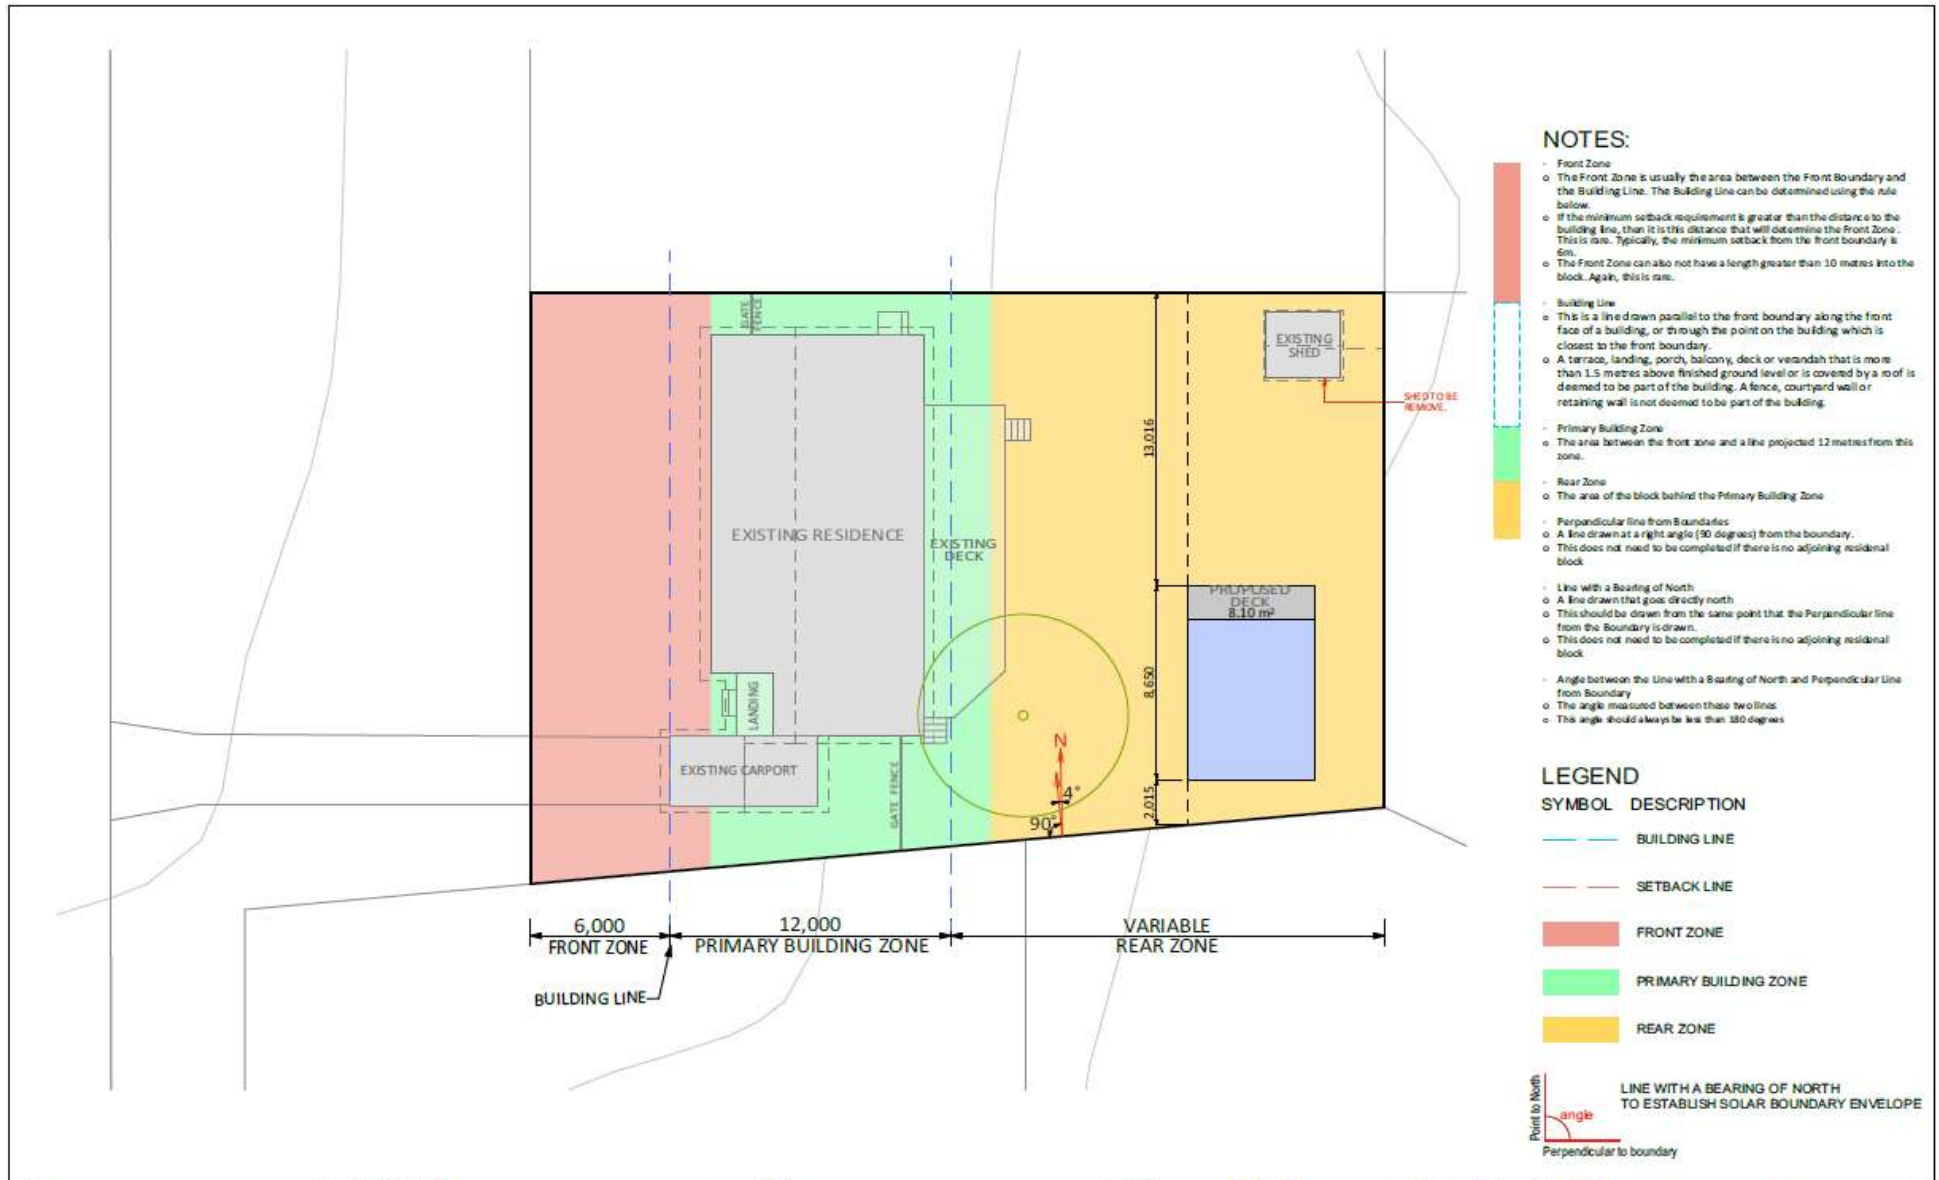 NOTES:
- Front Zone
o The Front Zone is usually the area between the Front Boundary and
the Building Line. The Building Line can be determined using the rule
below.
o If the minimum setback requirement is greater than the distance to the
building line, then it is this distance that will determine the Front Zone .
This is rare. Typically, the minimum setback from the front boundary is
6m.
o The Front Zone can also not have a length greater than 10 metres into the
block. Again, this is rare.
- Building Line
o This is a line drawn parallel to the front boundary along the front
face of a building, or through the point on the building which is
closest to the front boundary.
o A terrace, landing, porch, balcony, deck or verandah that is more
than 1.5 metres above finished ground level or is covered by a roof is
deemed to be part of the building. A fence, courtyard wall or
retaining wall is not deemed to be part of the building.
- Primary Building Zone
o The area between the front zone and a line projected 12 metres from this
zone.
- Rear Zone
o The area of the block behind the Primary Building Zone
- Perpendicular line from Boundaries
o A line drawn at a right angle (90 degrees) from the boundary.
o This does not need to be completed if there is no adjoining residenal
block
- Line with a Bearing of North
o A line drawn that goes directly north
o This should be drawn from the same point that the Perpendicular line
from the Boundary is drawn.
o This does not need to be completed if there is no adjoining residenal
block
- Angle between the Line with a Bearing of North and Perpendicular Line
from Boundary
o The angle measured between these two lines
o This angle should always be less than 180 degrees
GATE
FENCE
EXISTING
SHED
SHED TO BE
REMOVE.
13,016
EXISTING RESIDENCE
EXISTING
DECK
PROPOSED
DECK
8.10 m²
8,650
LANDING
N
EXISTING CARPORT
GATE FENCE
4°
90°
2,015
6,000
FRONT ZONE
12,000
PRIMARY BUILDING ZONE
VARIABLE
REAR ZONE
BUILDING LINE
LEGEND
SYMBOL DESCRIPTION
BUILDING LINE
SETBACK LINE
FRONT ZONE
PRIMARY BUILDING ZONE
REAR ZONE
Point to North
angle
Perpendicular to boundary
LINE WITH A BEARING OF NORTH
TO ESTABLISH SOLAR BOUNDARY ENVELOPE